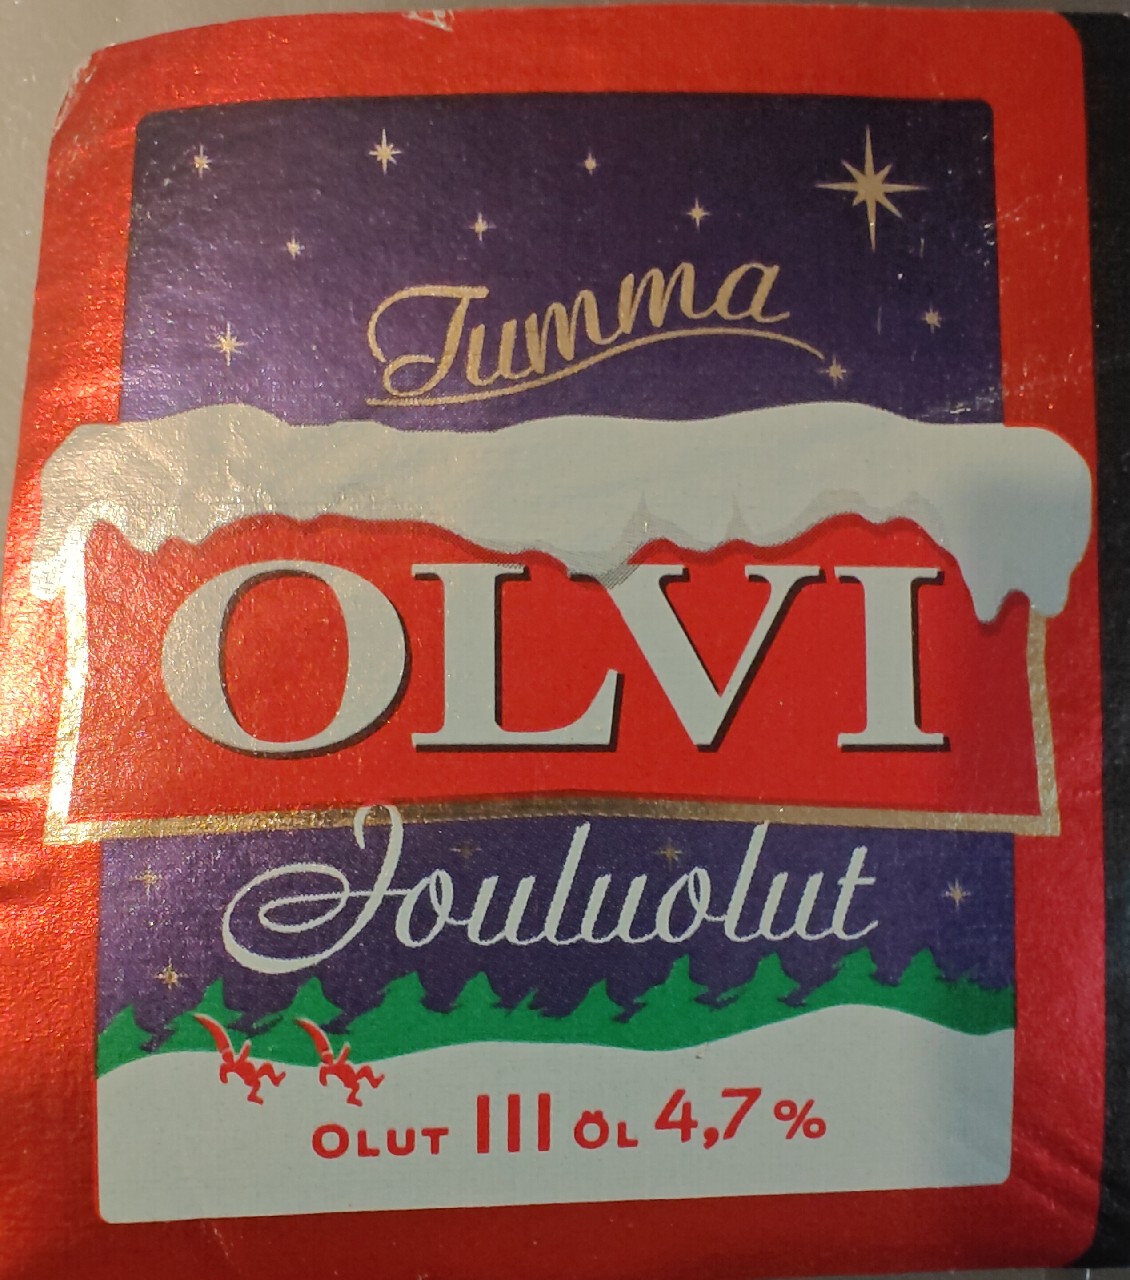 Tumma
OLVI
Jouluolut
OLUT III ÖL 4,7 %